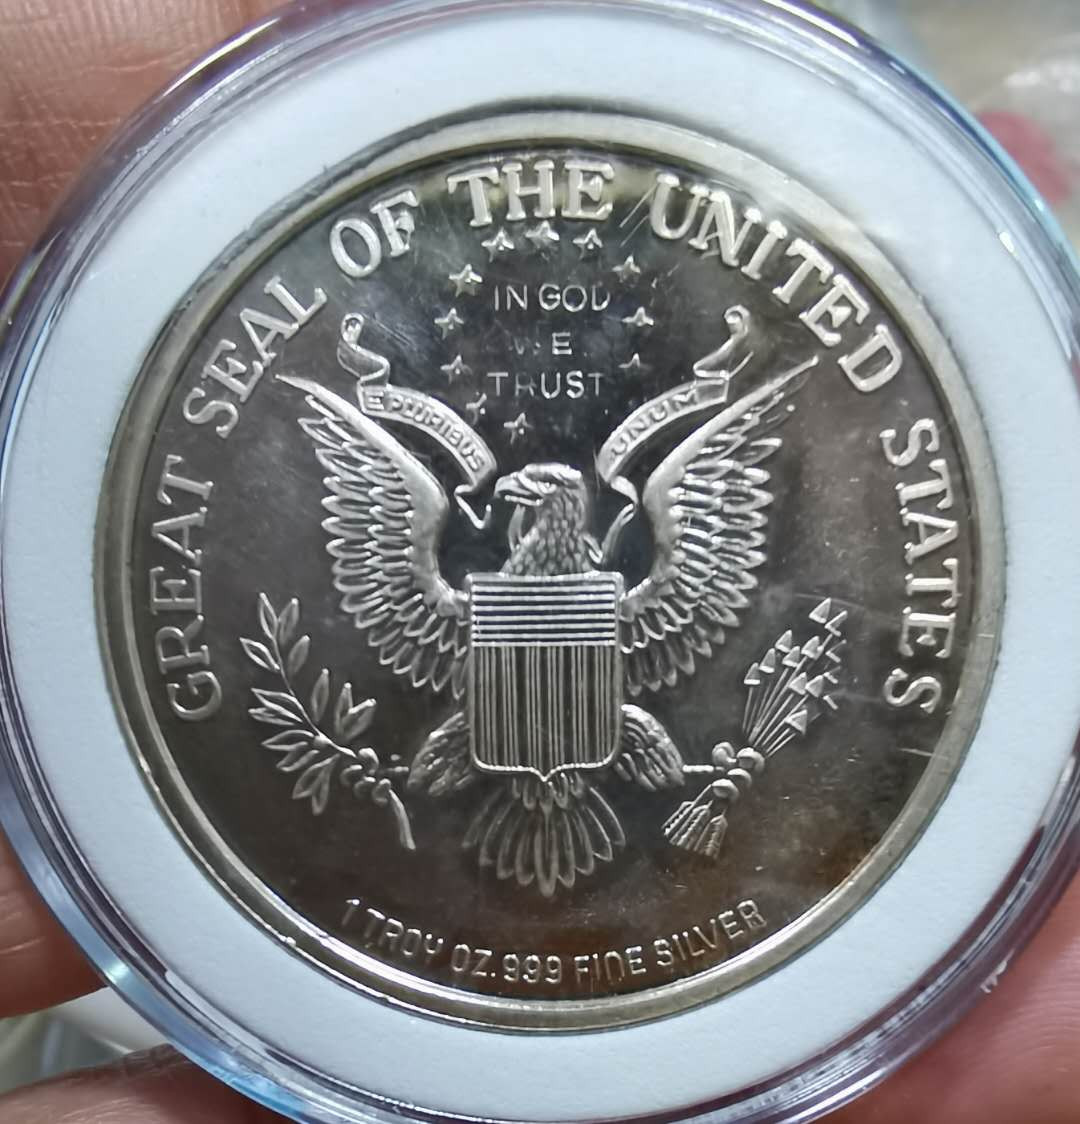 GREAT SEAL OF THE UNITED STATES
IN GOD
WE
TRUST
E PLURIBUS
UNUM
1 TROY OZ. 999 FINE SILVER